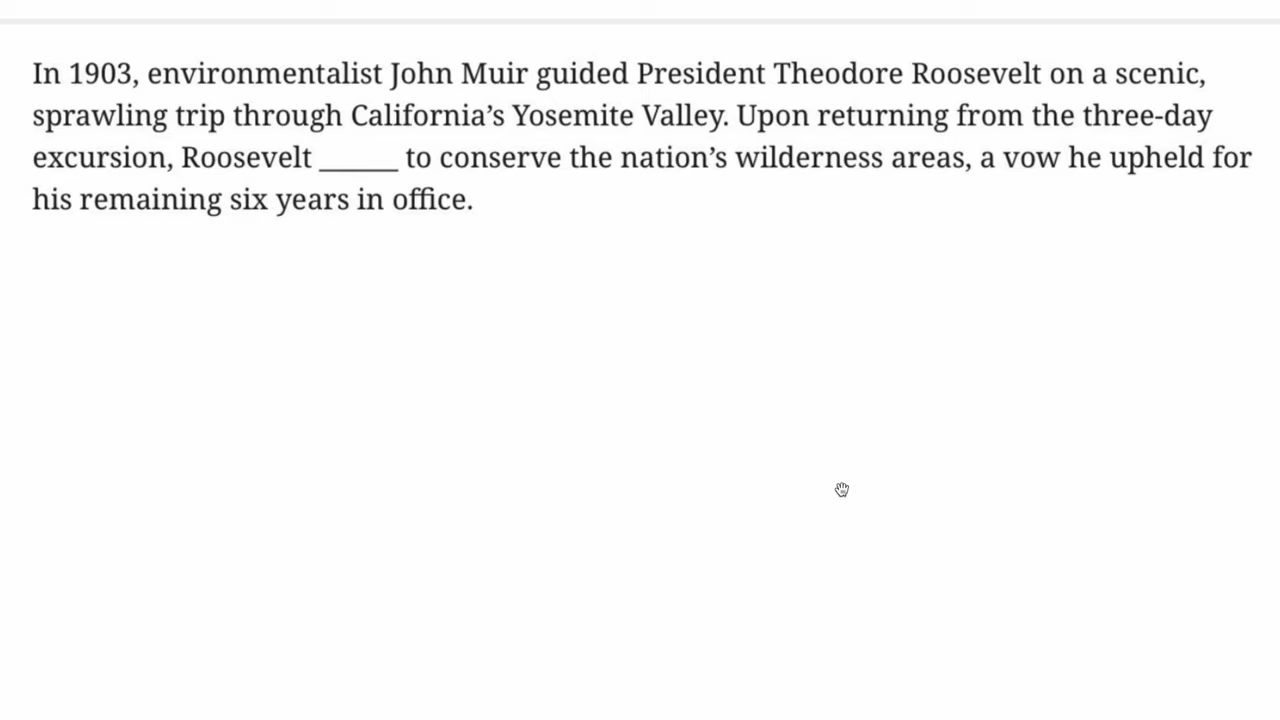 In 1903, environmentalist John Muir guided President Theodore Roosevelt on a scenic,
sprawling trip through California’s Yosemite Valley. Upon returning from the three-day
excursion, Roosevelt ______ to conserve the nation’s wilderness areas, a vow he upheld for
his remaining six years in office.